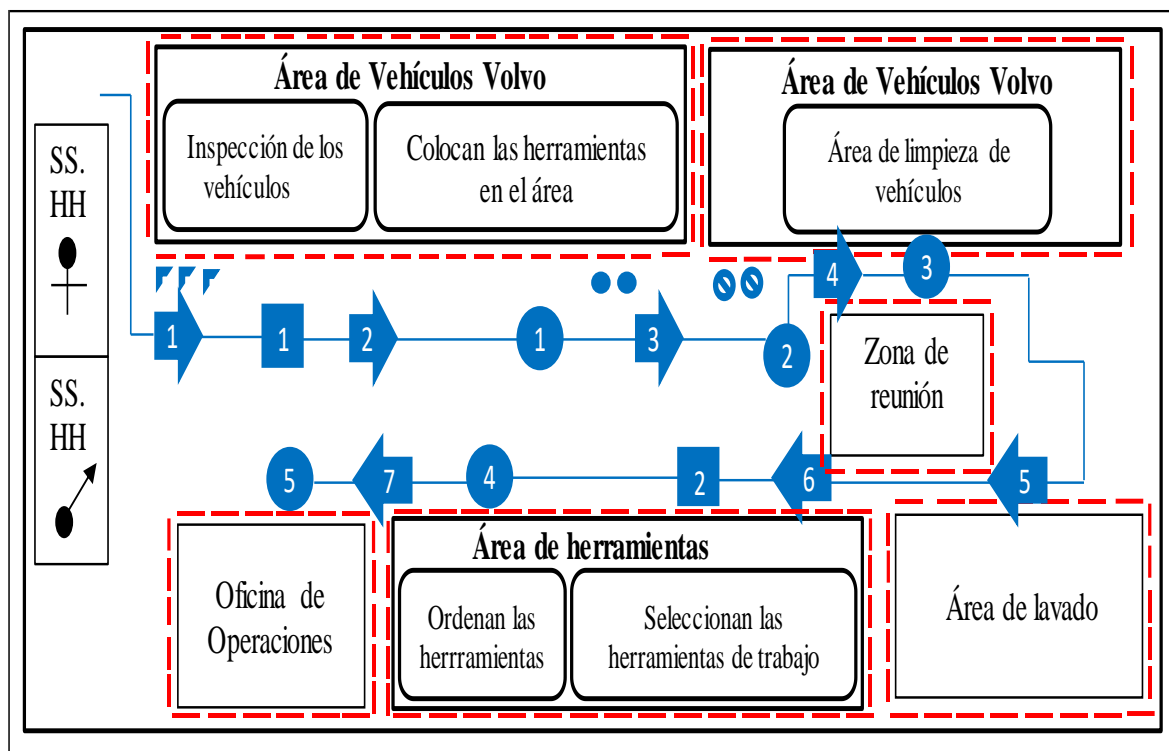 Área de Vehículos Volvo
Inspección de los
vehículos
Colocan las herramientas
en el área
Área de Vehículos Volvo
Área de limpieza de
vehículos
SS.
HH
SS.
HH
1
1
2
1
3
2
4
3
Zona de
reunión
5
7
4
2
6
5
Oficina de
Operaciones
Área de herramientas
Ordenan las
herrramientas
Seleccionan las
herramientas de trabajo
Área de lavado